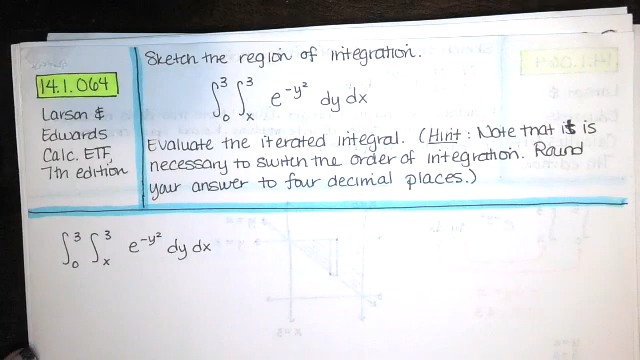 Sketch the region of integration.
14.1.064
∫₀³ ∫ₓ³ e^(-y²) dy dx
Larson &
Edwards
Calc. ETF,
7th edition
Evaluate the iterated integral. (Hint: Note that it is
necessary to switch the order of integration. Round
your answer to four decimal places.)
∫₀³ ∫ₓ³ e^(-y²) dy dx